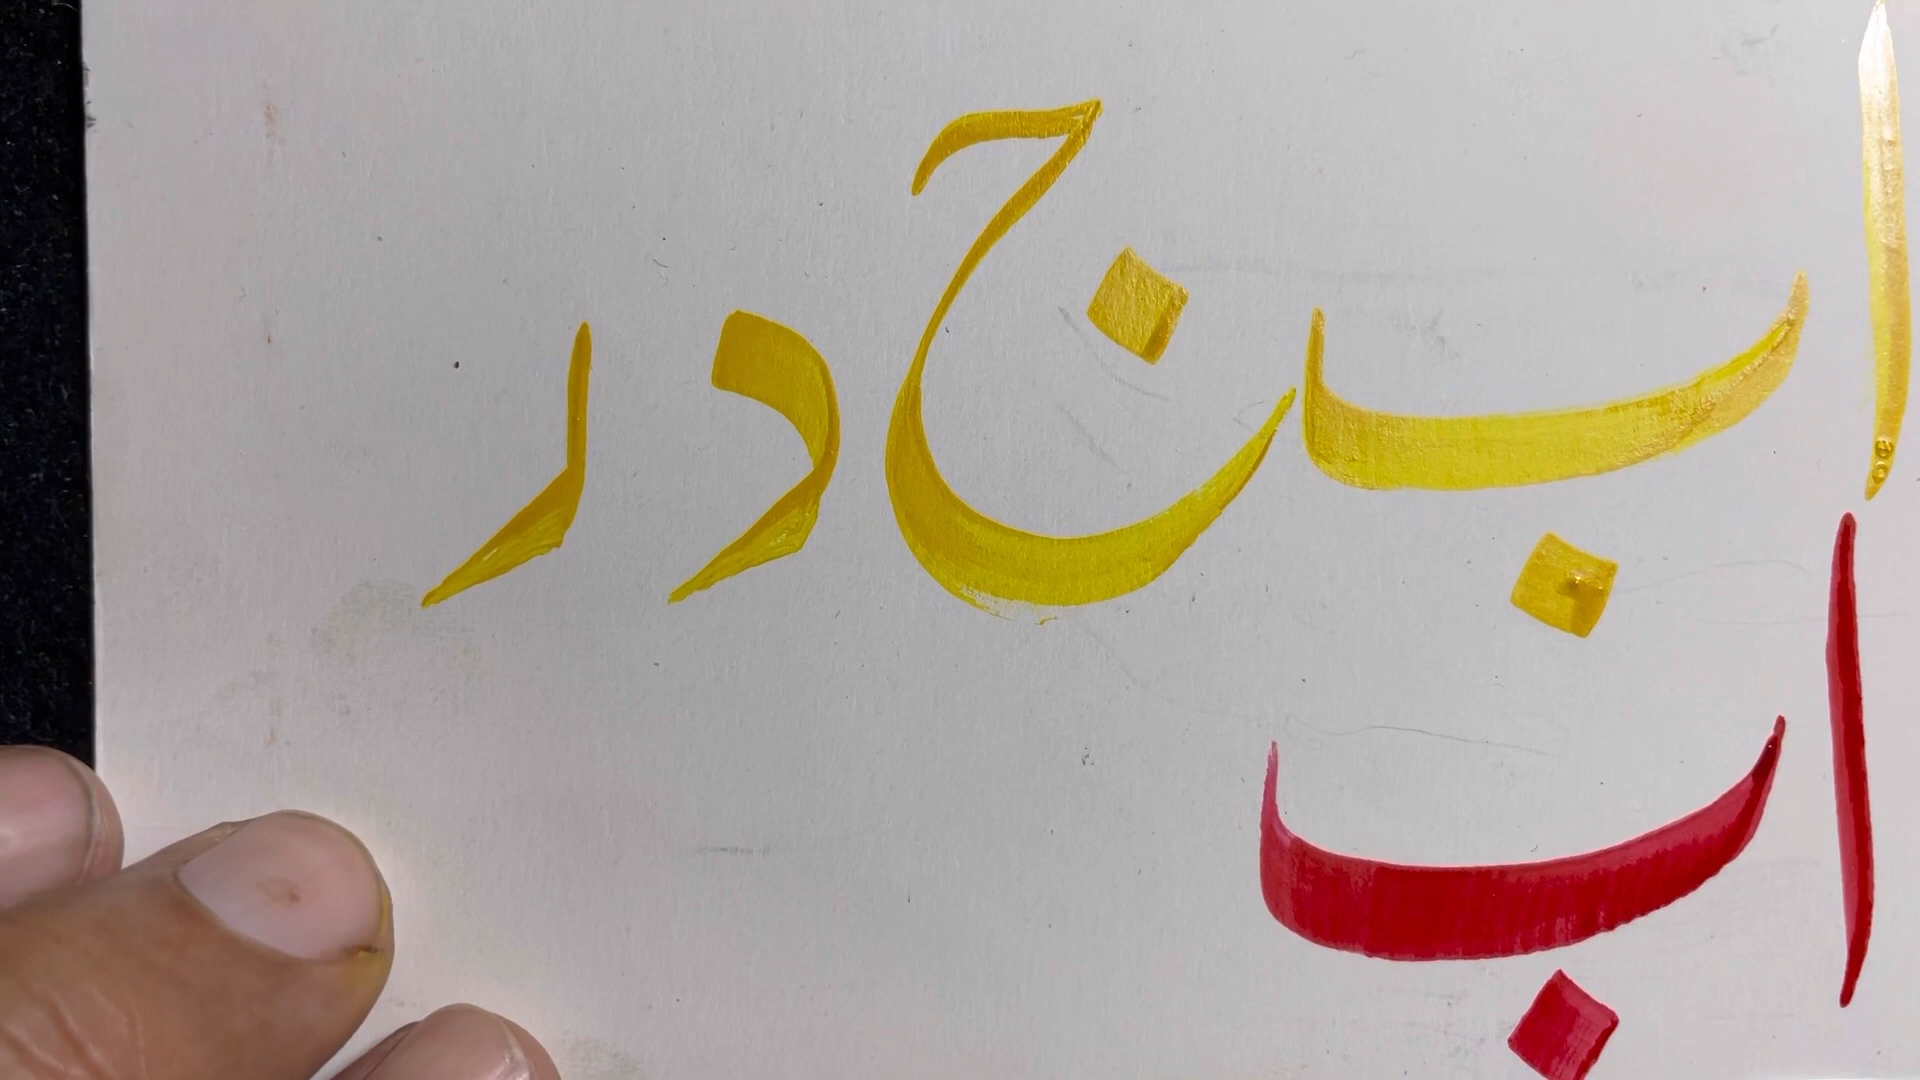 ا ب ج د ر
ا ب